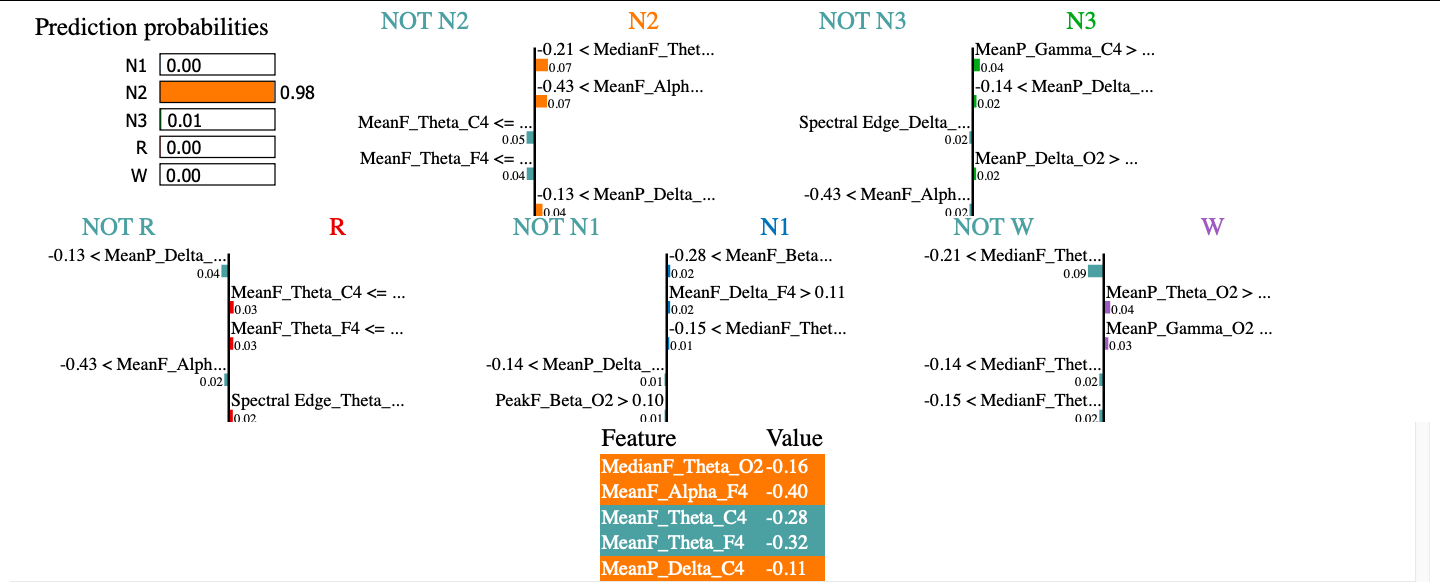 Prediction probabilities
N1 0.00
N2 0.98
N3 0.01
R 0.00
W 0.00
NOT N2 N2
-0.21 < MedianF_Thet...
0.07
-0.43 < MeanF_Alph...
0.07
MeanF_Theta_C4 <= ...
0.05
MeanF_Theta_F4 <= ...
0.04
-0.13 < MeanP_Delta_...
0.04
NOT N3 N3
MeanP_Gamma_C4 > ...
0.04
-0.14 < MeanP_Delta_...
0.02
Spectral Edge_Delta_...
0.02
MeanP_Delta_O2 > ...
0.02
-0.43 < MeanF_Alph...
0.02
NOT R R
-0.13 < MeanP_Delta_...
0.04
MeanF_Theta_C4 <= ...
0.03
MeanF_Theta_F4 <= ...
0.03
-0.43 < MeanF_Alph...
0.02
Spectral Edge_Theta_...
0.02
NOT N1 N1
-0.28 < MeanF_Beta...
0.02
MeanF_Delta_F4 > 0.11
0.02
-0.15 < MedianF_Thet...
0.01
-0.14 < MeanP_Delta_...
0.01
PeakF_Beta_O2 > 0.10
0.01
NOT W W
-0.21 < MedianF_Thet...
0.09
MeanP_Theta_O2 > ...
0.04
MeanP_Gamma_O2 ...
0.03
-0.14 < MedianF_Thet...
0.02
-0.15 < MedianF_Thet...
0.02
Feature Value
MedianF_Theta_O2 -0.16
MeanF_Alpha_F4 -0.40
MeanF_Theta_C4 -0.28
MeanF_Theta_F4 -0.32
MeanP_Delta_C4 -0.11